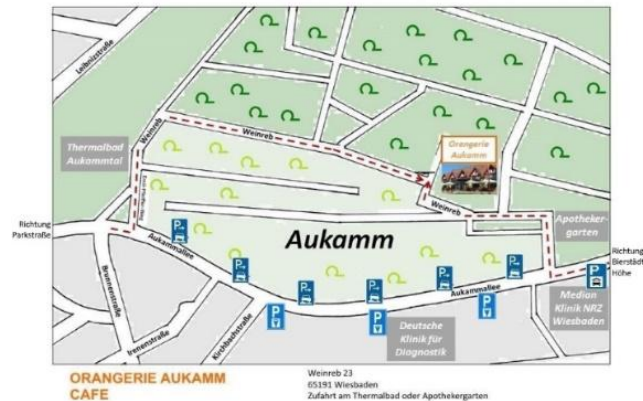 Leibnizstraße
Thermalbad
Aukammtal
Weinreb
Weinreb
Orangerie
Aukamm
Weinreb
Apotheker-
garten
Richtung
Parkstraße
Aukammallee
Aukamm
Richtung
Bierstädt
Höhe
Brunnenstraße
Irenenstraße
Kirchbachstraße
Aukammallee
Median
Klinik NRZ
Wiesbaden
Deutsche
Klinik für
Diagnostik
ORANGERIE AUKAMM
CAFE
Weinreb 23
65191 Wiesbaden
Zufahrt am Thermalbad oder Apothekergarten